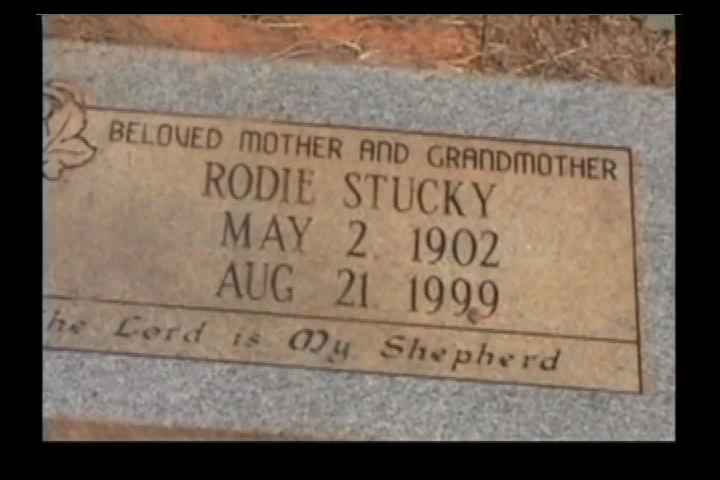 BELOVED MOTHER AND GRANDMOTHER
RODIE STUCKY
MAY 2 1902
AUG 21 1999
he Lord is My Shepherd